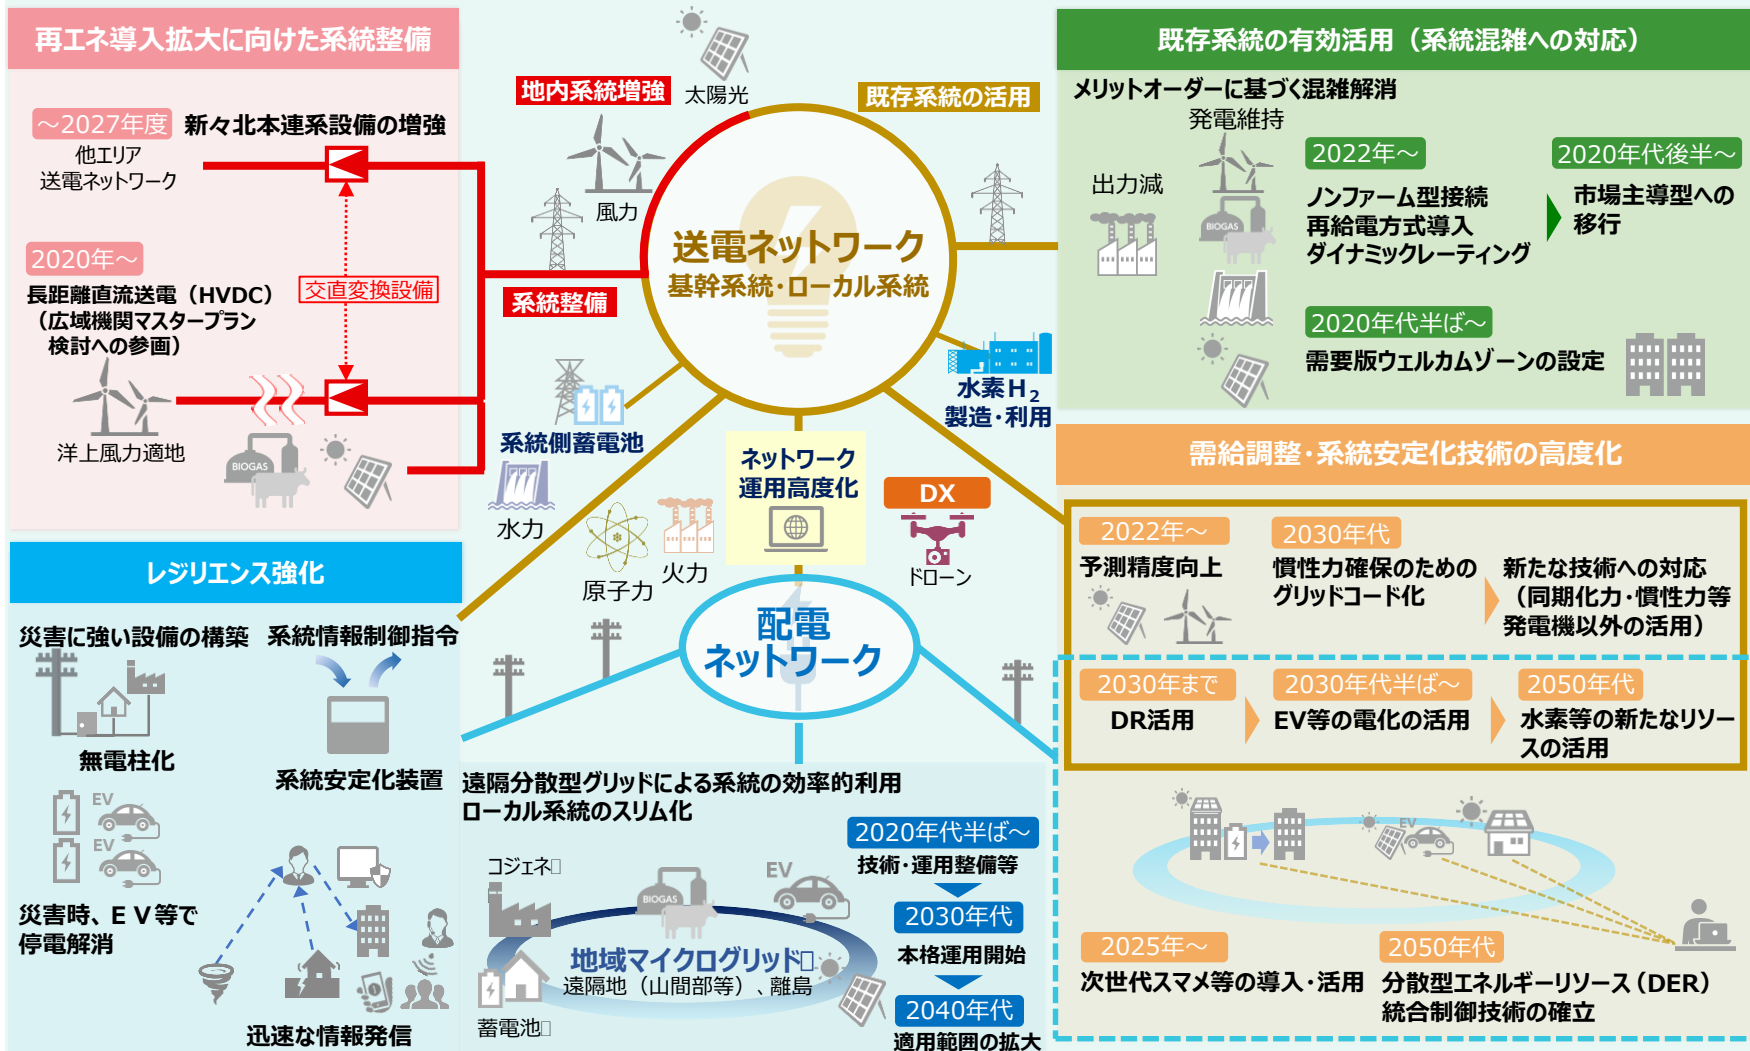 再エネ導入拡大に向けた系統整備
～2027年度
新々北本連系設備の増強
他エリア
送電ネットワーク
2020年～
長距離直流送電（HVDC）
（広域機関マスタープラン
検討への参画）
交直変換設備
洋上風力適地
BIOGAS
地内系統増強
太陽光
既存系統の活用
風力
送電ネットワーク
基幹系統・ローカル系統
系統整備
系統側蓄電池
水素H₂
製造・利用
ネットワーク
運用高度化
DX
ドローン
水力
原子力
火力
配電
ネットワーク
既存系統の有効活用（系統混雑への対応）
メリットオーダーに基づく混雑解消
発電維持
出力減
BIOGAS
2022年～
ノンファーム型接続
再給電方式導入
ダイナミックレーティング
2020年代後半～
市場主導型への
移行
2020年代半ば～
需要版ウェルカムゾーンの設定
需給調整・系統安定化技術の高度化
2022年～
予測精度向上
2030年代
慣性力確保のための
グリッドコード化
新たな技術への対応
（同期化力・慣性力等
発電機以外の活用）
2030年まで
DR活用
2030年代半ば～
EV等の電化の活用
2050年代
水素等の新たなリソー
スの活用
EV
2025年～
次世代スマメ等の導入・活用
2050年代
分散型エネルギーリソース（DER）
統合制御技術の確立
レジリエンス強化
災害に強い設備の構築
系統情報制御指令
無電柱化
系統安定化装置
EV
EV
災害時、ＥＶ等で
停電解消
迅速な情報発信
遠隔分散型グリッドによる系統の効率的利用
ローカル系統のスリム化
コジェネ
BIOGAS
EV
地域マイクログリッド
遠隔地（山間部等）、離島
蓄電池
2020年代半ば～
技術・運用整備等
2030年代
本格運用開始
2040年代
適用範囲の拡大